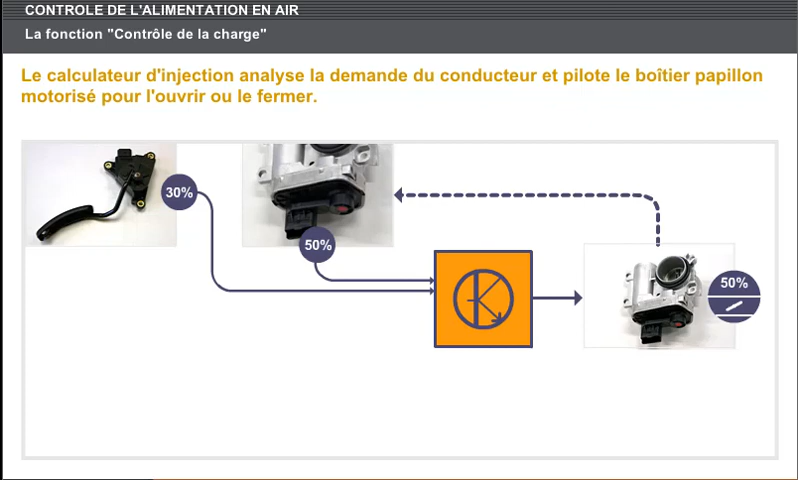 CONTROLE DE L'ALIMENTATION EN AIR
La fonction "Contrôle de la charge"
Le calculateur d'injection analyse la demande du conducteur et pilote le boîtier papillon
motorisé pour l'ouvrir ou le fermer.
30%
50%
50%